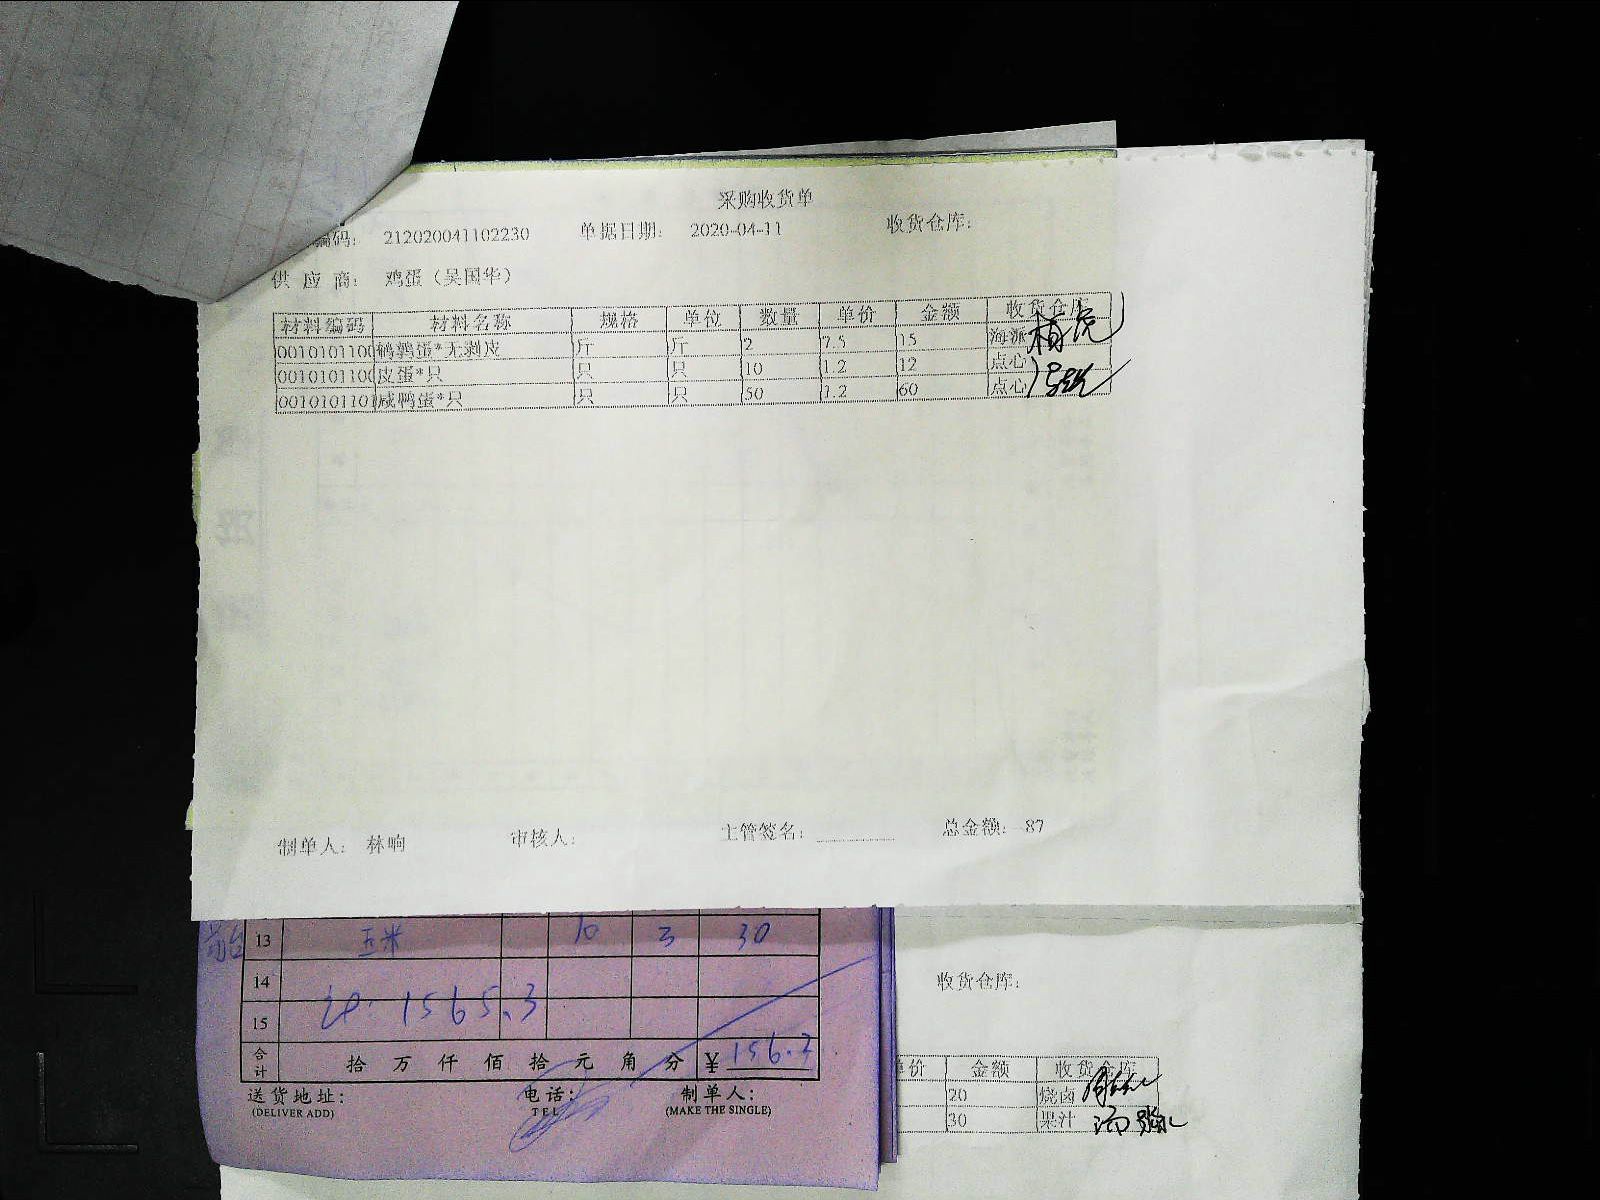 采购收货单
编码： 212020041102230 单据日期： 2020-04-11 收货仓库：
供 应 商： 鸡蛋（吴国华）
材料编码 材料名称 规格 单位 数量 单价 金额 收货仓库
0010101100 鹌鹑蛋*无剥皮 斤 斤 2 7.5 15 海派
0010101100 皮蛋*只 只 只 10 1.2 12 点心
0010101101 咸鸭蛋*只 只 只 50 1.2 60 点心
制单人： 林响 审核人： 主管签名： 总金额： 87
13 玉米 10 3 30
14
15 1565.3
合计 拾 万 仟 佰 拾 元 角 分 ¥ 156.3
送货地址： 电话： 制单人：
(DELIVER ADD) TEL (MAKE THE SINGLE)
收货仓库：
单价 金额 收货仓库
20 烧卤
30 果汁